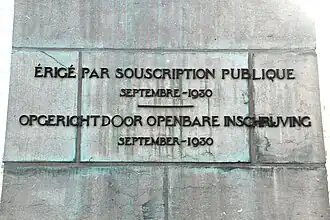 ÉRIGÉ PAR SOUSCRIPTION PUBLIQUE
SEPTEMBRE-1930
OPGERICHT DOOR OPENBARE INSCHRIJVING
SEPTEMBER-1930